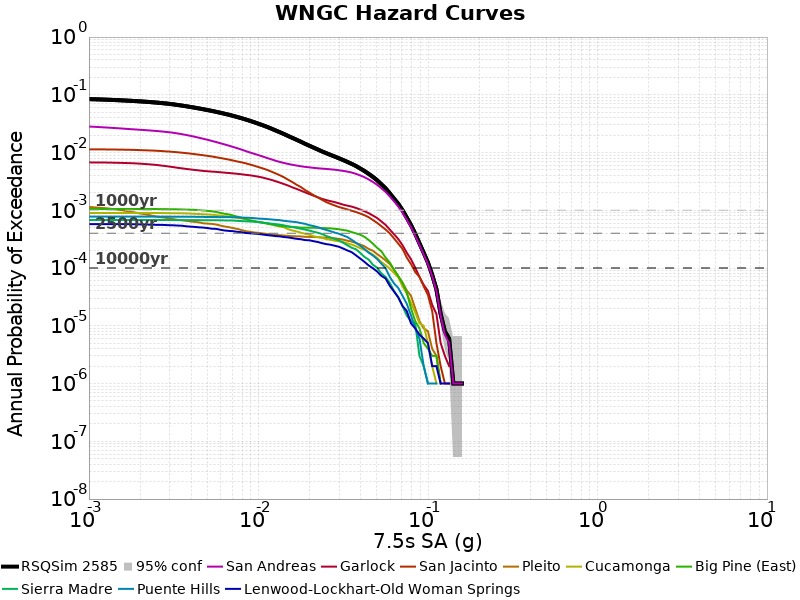 WNGC Hazard Curves
Annual Probability of Exceedance
10^0
10^-1
10^-2
10^-3
10^-4
10^-5
10^-6
10^-7
10^-8
1000yr
2500yr
10000yr
10^-3 10^-2 10^-1 10^0 10^1
7.5s SA (g)
RSQSim 2585 95% conf San Andreas Garlock San Jacinto Pleito Cucamonga Big Pine (East)
Sierra Madre Puente Hills Lenwood-Lockhart-Old Woman Springs